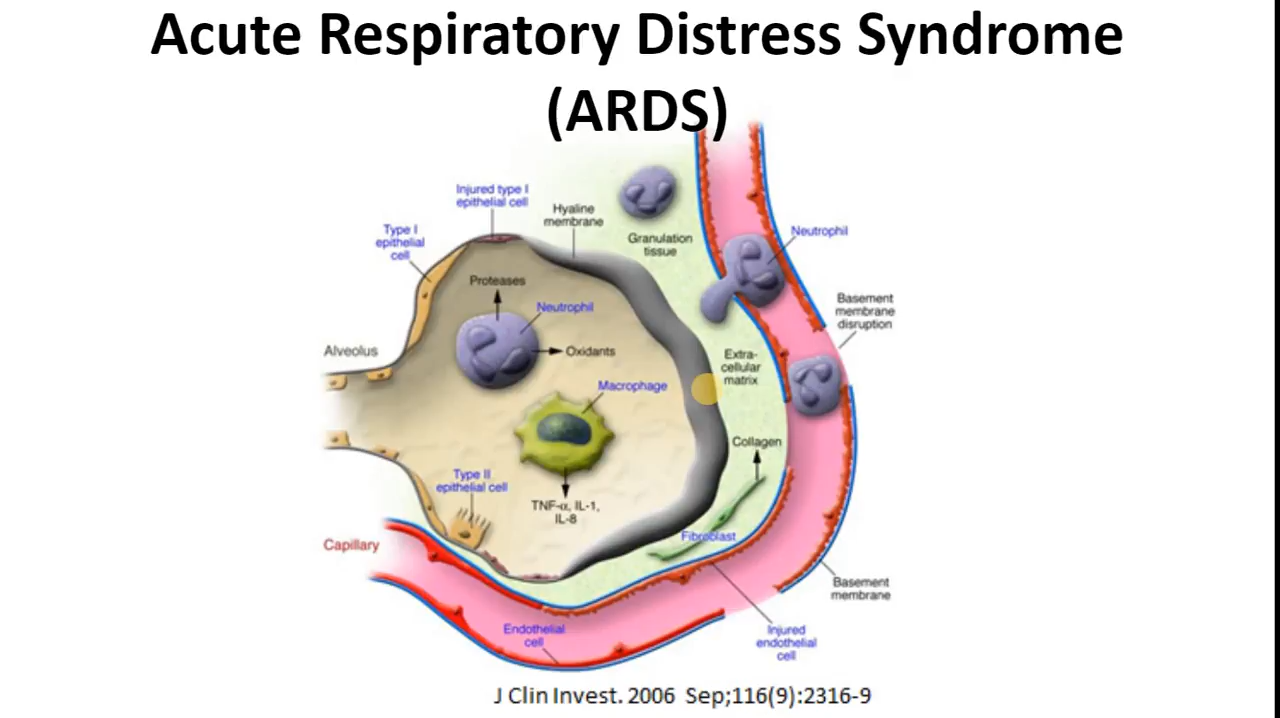 Acute Respiratory Distress Syndrome
(ARDS)
Injured type I
epithelial cell
Hyaline
membrane
Type I
epithelial
cell
Granulation
tissue
Neutrophil
Proteases
Neutrophil
Basement
membrane
disruption
Alveolus
Oxidants
Extra-
cellular
matrix
Macrophage
Collagen
Type II
epithelial cell
TNF-α, IL-1,
IL-8
Fibroblast
Capillary
Basement
membrane
Endothelial
cell
Injured
endothelial
cell
J Clin Invest. 2006 Sep;116(9):2316-9